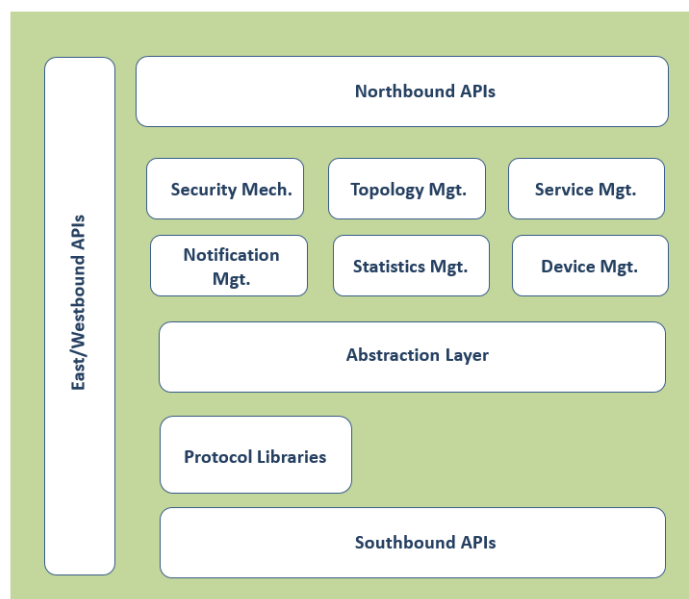 East/Westbound APIs
Northbound APIs
Security Mech.
Topology Mgt.
Service Mgt.
Notification
Mgt.
Statistics Mgt.
Device Mgt.
Abstraction Layer
Protocol Libraries
Southbound APIs